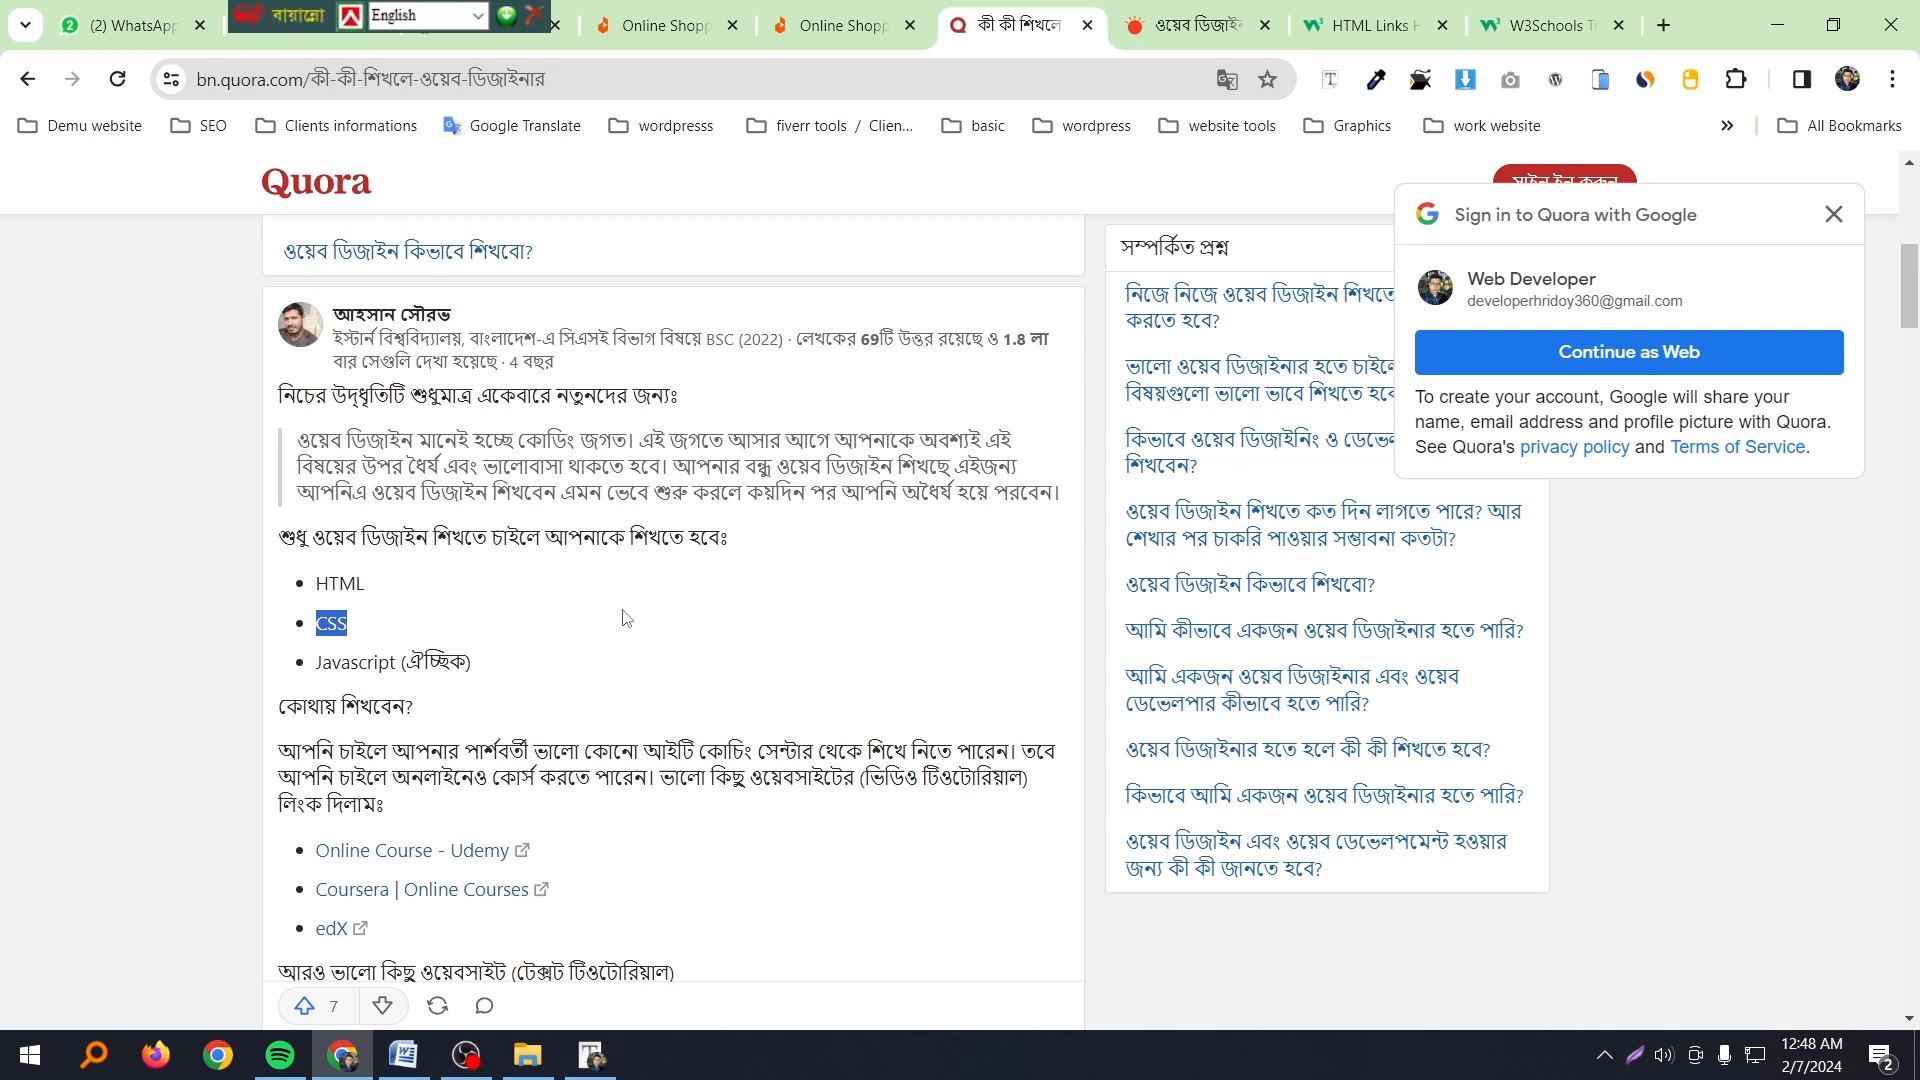 (2) WhatsApp
বায়ান্নো
English
Online Shopp
Online Shopp
কী কী শিখলে
ওয়েব ডিজাই
HTML Links H
W3Schools Tr
bn.quora.com/কী-কী-শিখলে-ওয়েব-ডিজাইনার
Demu website
SEO
Clients informations
Google Translate
wordpresss
fiverr tools / Clien...
basic
wordpress
website tools
Graphics
work website
All Bookmarks
Quora
সাইন ইন করুন
ওয়েব ডিজাইন কিভাবে শিখবো?
আহসান সৌরভ
ইস্টার্ন বিশ্ববিদ্যালয়, বাংলাদেশ-এ সিএসই বিভাগ বিষয়ে BSC (2022) · লেখকের 69টি উত্তর রয়েছে ও 1.8 লা
বার সেগুলি দেখা হয়েছে · 4 বছর
নিচের উদ্ধৃতিটি শুধুমাত্র একেবারে নতুনদের জন্যঃ
ওয়েব ডিজাইন মানেই হচ্ছে কোডিং জগত। এই জগতে আসার আগে আপনাকে অবশ্যই এই
বিষয়ের উপর ধৈর্য এবং ভালোবাসা থাকতে হবে। আপনার বন্ধু ওয়েব ডিজাইন শিখছে এইজন্য
আপনিএ ওয়েব ডিজাইন শিখবেন এমন ভেবে শুরু করলে কয়দিন পর আপনি অধৈর্য হয়ে পরবেন।
শুধু ওয়েব ডিজাইন শিখতে চাইলে আপনাকে শিখতে হবেঃ
HTML
CSS
Javascript (ঐচ্ছিক)
কোথায় শিখবেন?
আপনি চাইলে আপনার পার্শবর্তী ভালো কোনো আইটি কোচিং সেন্টার থেকে শিখে নিতে পারেন। তবে
আপনি চাইলে অনলাইনেও কোর্স করতে পারেন। ভালো কিছু ওয়েবসাইটের (ভিডিও টিওটোরিয়াল)
লিংক দিলামঃ
Online Course - Udemy
Coursera | Online Courses
edX
আরও ভালো কিছু ওয়েবসাইট (টেক্সট টিওটোরিয়াল)
7
সম্পর্কিত প্রশ্ন
নিজে নিজে ওয়েব ডিজাইন শিখতে
করতে হবে?
ভালো ওয়েব ডিজাইনার হতে চাইলে
বিষয়গুলো ভালো ভাবে শিখতে হবে
কিভাবে ওয়েব ডিজাইনিং ও ডেভেল
শিখবেন?
ওয়েব ডিজাইন শিখতে কত দিন লাগতে পারে? আর
শেখার পর চাকরি পাওয়ার সম্ভাবনা কতটা?
ওয়েব ডিজাইন কিভাবে শিখবো?
আমি কীভাবে একজন ওয়েব ডিজাইনার হতে পারি?
আমি একজন ওয়েব ডিজাইনার এবং ওয়েব
ডেভেলপার কীভাবে হতে পারি?
ওয়েব ডিজাইনার হতে হলে কী কী শিখতে হবে?
কিভাবে আমি একজন ওয়েব ডিজাইনার হতে পারি?
ওয়েব ডিজাইন এবং ওয়েব ডেভেলপমেন্ট হওয়ার
জন্য কী কী জানতে হবে?
Sign in to Quora with Google
Web Developer
developerhridoy360@gmail.com
Continue as Web
To create your account, Google will share your
name, email address and profile picture with Quora.
See Quora's privacy policy and Terms of Service.
12:48 AM
2/7/2024
2